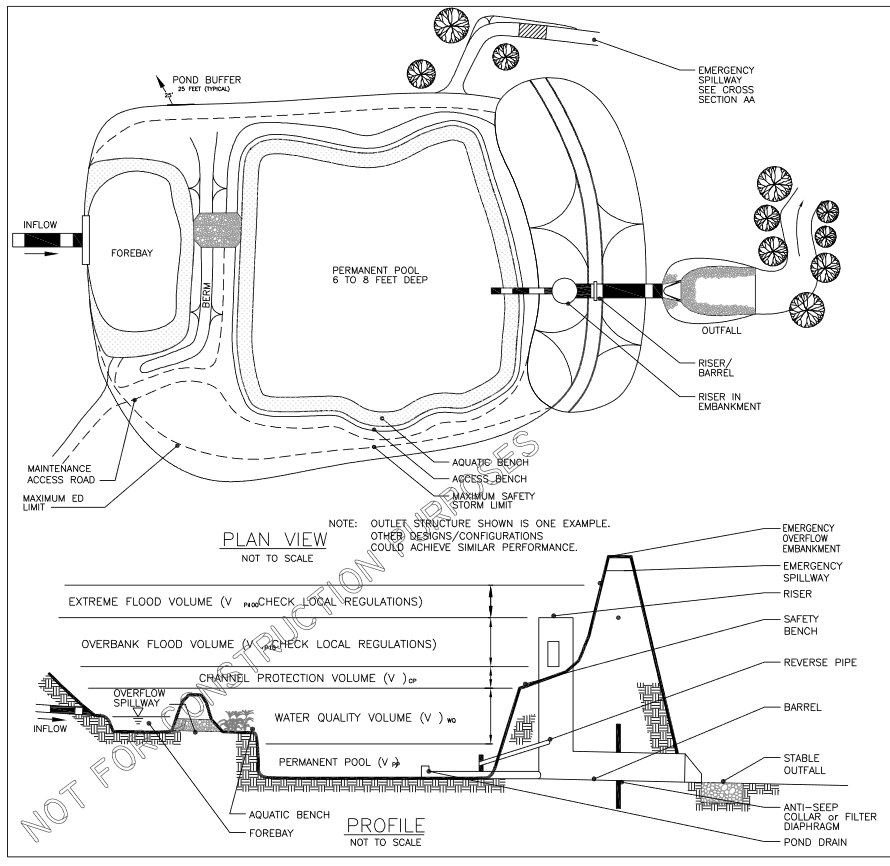 POND BUFFER
25 FEET (TYPICAL)
25'
EMERGENCY
SPILLWAY
SEE CROSS
SECTION AA
INFLOW
FOREBAY
BERM
PERMANENT POOL
6 TO 8 FEET DEEP
OUTFALL
RISER/
BARREL
RISER IN
EMBANKMENT
MAINTENANCE
ACCESS ROAD
MAXIMUM ED
LIMIT
AQUATIC BENCH
ACCESS BENCH
MAXIMUM SAFETY
STORM LIMIT
PLAN VIEW
NOT TO SCALE
NOTE: OUTLET STRUCTURE SHOWN IS ONE EXAMPLE.
OTHER DESIGNS/CONFIGURATIONS
COULD ACHIEVE SIMILAR PERFORMANCE.
NOT FOR CONSTRUCTION PURPOSES
EMERGENCY
OVERFLOW
EMBANKMENT
EMERGENCY
SPILLWAY
RISER
SAFETY
BENCH
REVERSE PIPE
BARREL
STABLE
OUTFALL
ANTI-SEEP
COLLAR or FILTER
DIAPHRAGM
POND DRAIN
EXTREME FLOOD VOLUME (V P100 CHECK LOCAL REGULATIONS)
OVERBANK FLOOD VOLUME (V CHECK LOCAL REGULATIONS)
CHANNEL PROTECTION VOLUME (V ) CP
OVERFLOW
SPILLWAY
INFLOW
WATER QUALITY VOLUME (V ) WQ
PERMANENT POOL (V PP)
AQUATIC BENCH
FOREBAY
PROFILE
NOT TO SCALE